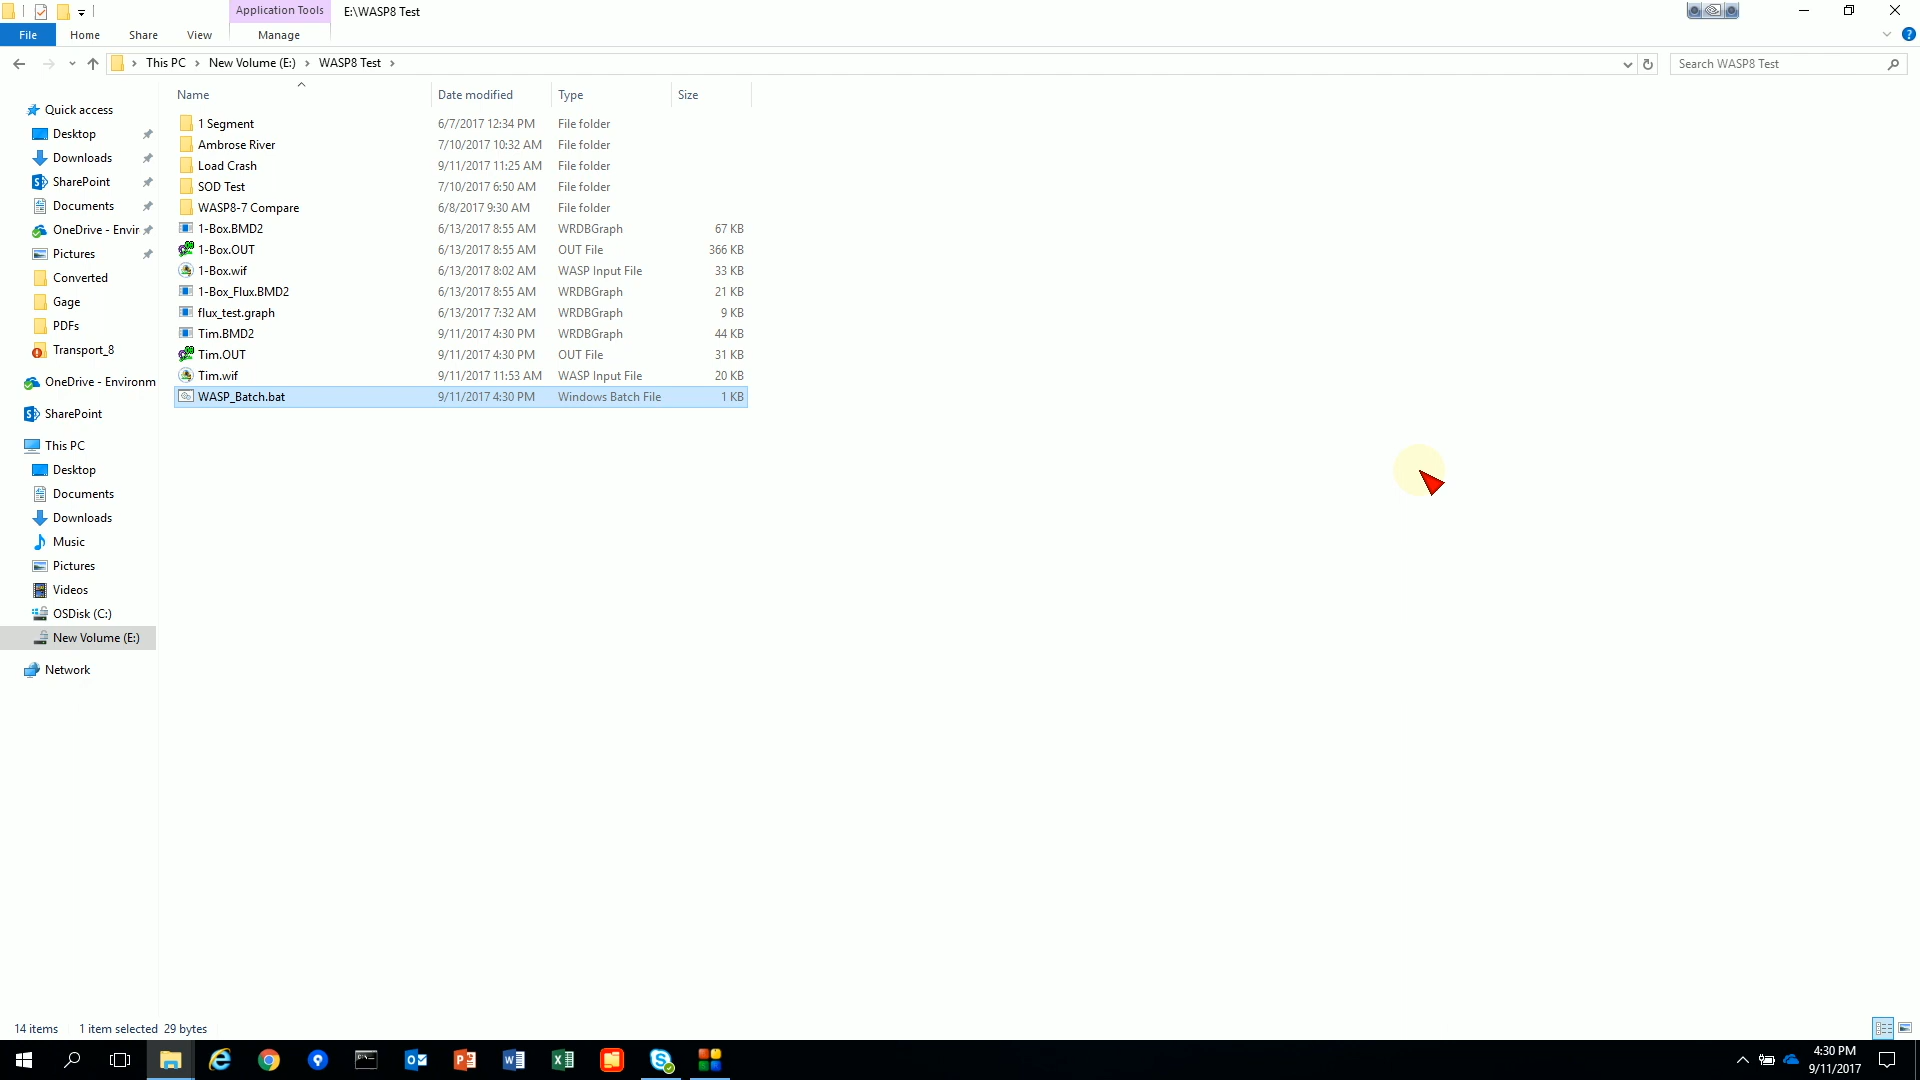 Application Tools E:\WASP8 Test
File Home Share View Manage
This PC New Volume (E:) WASP8 Test
Search WASP8 Test
Name Date modified Type Size
1 Segment 6/7/2017 12:34 PM File folder
Ambrose River 7/10/2017 10:32 AM File folder
Load Crash 9/11/2017 11:25 AM File folder
SOD Test 7/10/2017 6:50 AM File folder
WASP8-7 Compare 6/8/2017 9:30 AM File folder
1-Box.BMD2 6/13/2017 8:55 AM WRDBGraph 67 KB
1-Box.OUT 6/13/2017 8:55 AM OUT File 366 KB
1-Box.wif 6/13/2017 8:02 AM WASP Input File 33 KB
1-Box_Flux.BMD2 6/13/2017 8:55 AM WRDBGraph 21 KB
flux_test.graph 6/13/2017 7:32 AM WRDBGraph 9 KB
Tim.BMD2 9/11/2017 4:30 PM WRDBGraph 44 KB
Tim.OUT 9/11/2017 4:30 PM OUT File 31 KB
Tim.wif 9/11/2017 11:53 AM WASP Input File 20 KB
WASP_Batch.bat 9/11/2017 4:30 PM Windows Batch File 1 KB
Quick access
Desktop
Downloads
SharePoint
Documents
OneDrive - Envir
Pictures
Converted
Gage
PDFs
Transport_8
OneDrive - Environm
SharePoint
This PC
Desktop
Documents
Downloads
Music
Pictures
Videos
OSDisk (C:)
New Volume (E:)
Network
14 items 1 item selected 29 bytes
4:30 PM
9/11/2017